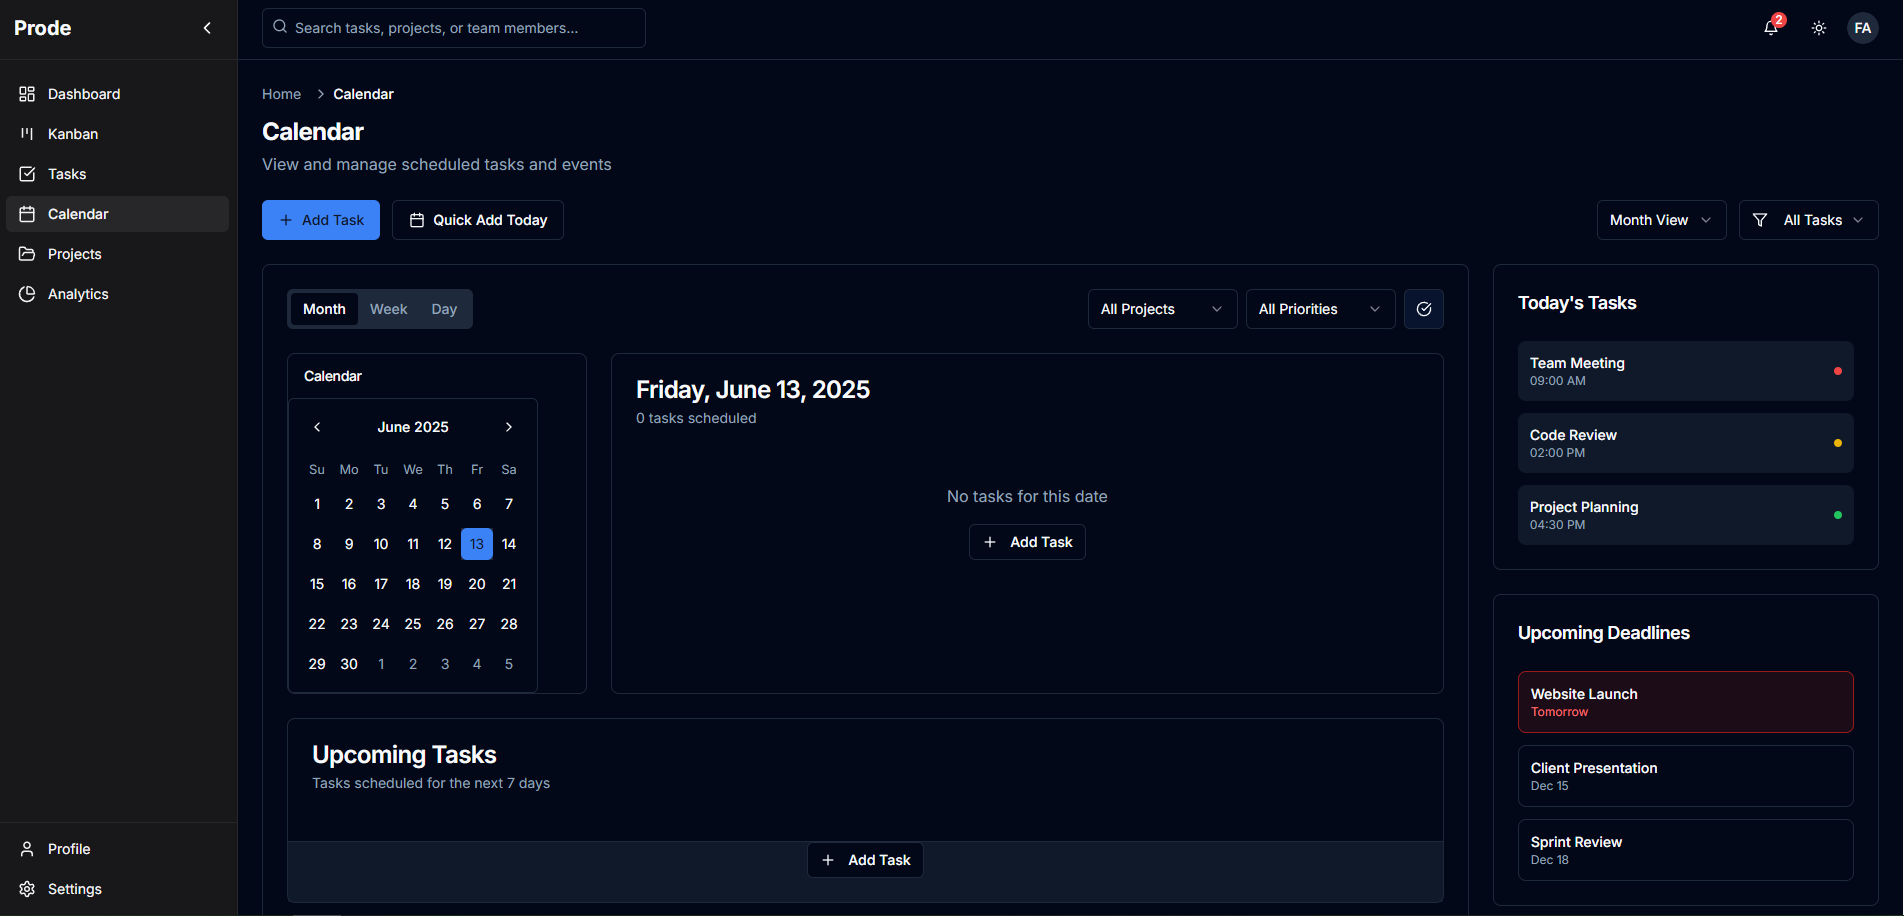 Prode
Search tasks, projects, or team members...
2
FA
Dashboard
Kanban
Tasks
Calendar
Projects
Analytics
Profile
Settings
Home > Calendar
Calendar
View and manage scheduled tasks and events
+ Add Task
Quick Add Today
Month View
All Tasks
Month Week Day
All Projects
All Priorities
Calendar
June 2025
Su Mo Tu We Th Fr Sa
1 2 3 4 5 6 7
8 9 10 11 12 13 14
15 16 17 18 19 20 21
22 23 24 25 26 27 28
29 30 1 2 3 4 5
Friday, June 13, 2025
0 tasks scheduled
No tasks for this date
+ Add Task
Upcoming Tasks
Tasks scheduled for the next 7 days
+ Add Task
Today's Tasks
Team Meeting
09:00 AM
Code Review
02:00 PM
Project Planning
04:30 PM
Upcoming Deadlines
Website Launch
Tomorrow
Client Presentation
Dec 15
Sprint Review
Dec 18